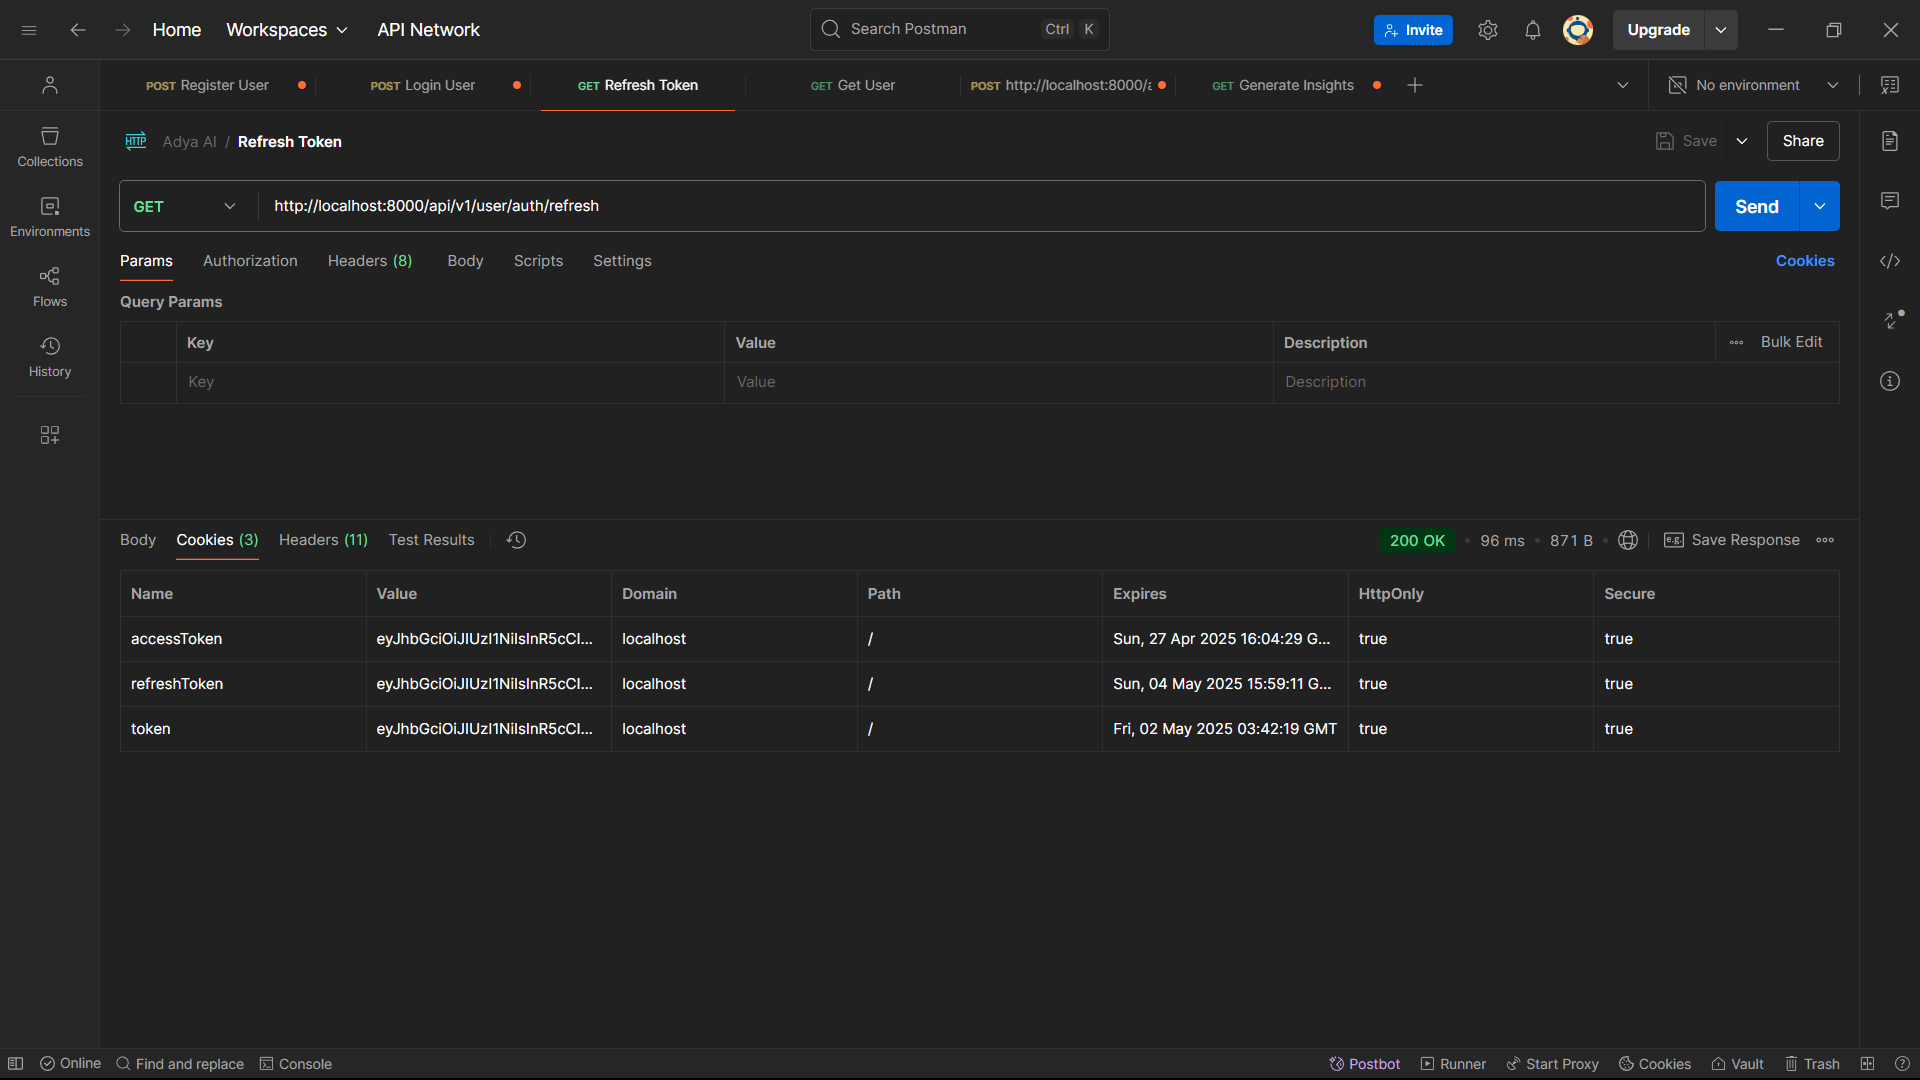 Home Workspaces API Network Search Postman Ctrl K Invite Upgrade
POST Register User POST Login User GET Refresh Token GET Get User POST http://localhost:8000/a GET Generate Insights No environment
HTTP Adya AI / Refresh Token Save Share
Collections
GET http://localhost:8000/api/v1/user/auth/refresh Send
Environments
Params Authorization Headers (8) Body Scripts Settings Cookies
Flows
Query Params
Key Value Description Bulk Edit
History
Key Value Description
Body Cookies (3) Headers (11) Test Results 200 OK • 96 ms • 871 B • e.g. Save Response
Name Value Domain Path Expires HttpOnly Secure
accessToken eyJhbGciOiJIUzI1NiIsInR5cCI... localhost / Sun, 27 Apr 2025 16:04:29 G... true true
refreshToken eyJhbGciOiJIUzI1NiIsInR5cCI... localhost / Sun, 04 May 2025 15:59:11 G... true true
token eyJhbGciOiJIUzI1NiIsInR5cCI... localhost / Fri, 02 May 2025 03:42:19 GMT true true
Online Find and replace Console Postbot Runner Start Proxy Cookies Vault Trash